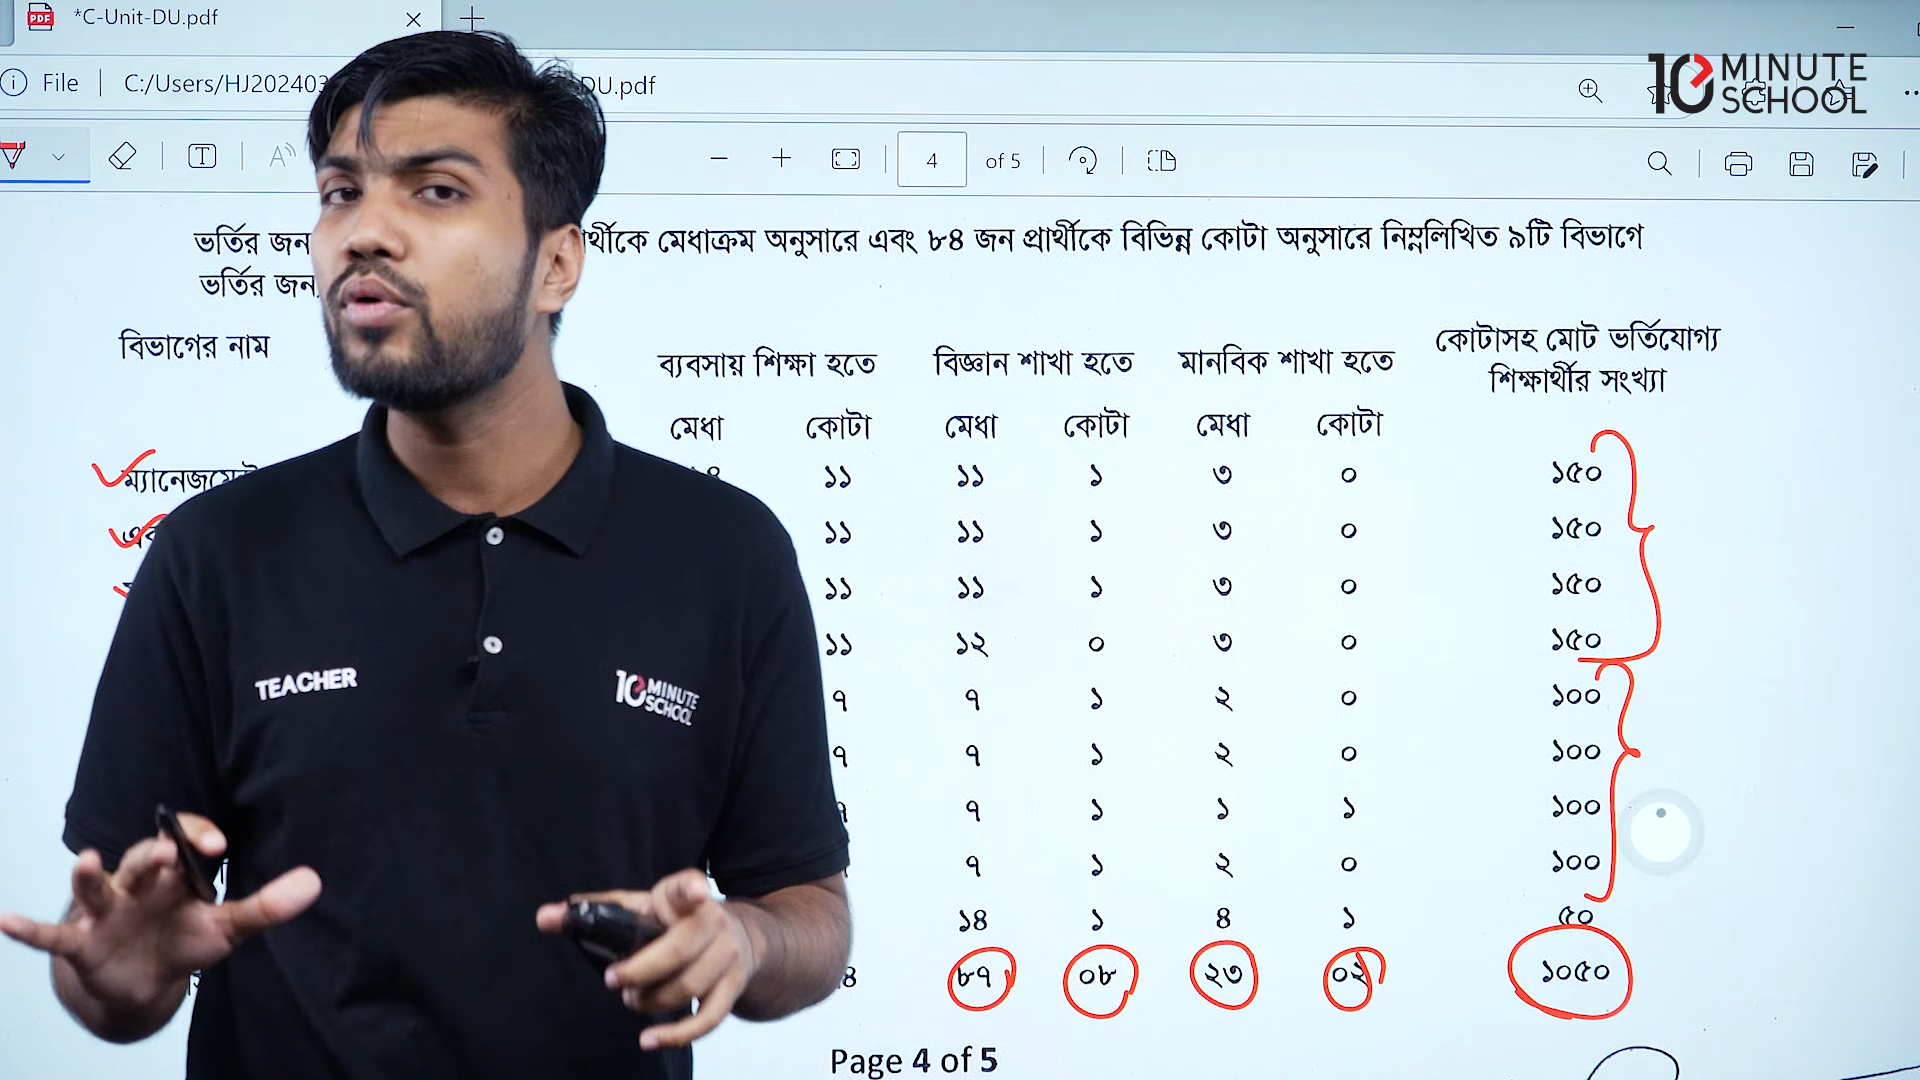 *C-Unit-DU.pdf
File C:/Users/HJ20240 DU.pdf
10 MINUTE SCHOOL
4 of 5
ভর্তির র্থীকে মেধাক্রম অনুসারে এবং ৮৪ জন প্রার্থীকে বিভিন্ন কোটা অনুসারে নিম্নলিখিত ৯টি বিভাগে
ভর্তির
বিভাগের নাম ব্যবসায় শিক্ষা হতে বিজ্ঞান শাখা হতে মানবিক শাখা হতে কোটাসহ মোট ভর্তিযোগ্য শিক্ষার্থীর সংখ্যা
মেধা কোটা মেধা কোটা মেধা কোটা
১১ ১১ ১ ৩ ০ ১৫০
১১ ১১ ১ ৩ ০ ১৫০
১১ ১১ ১ ৩ ০ ১৫০
১১ ১২ ০ ৩ ০ ১৫০
৭ ৭ ১ ২ ০ ১০০
৭ ৭ ১ ২ ০ ১০০
৭ ১ ১ ১ ১০০
৭ ১ ২ ০ ১০০
১৪ ১ ৪ ১ ৫০
৮৭ ০৮ ২৩ ০২ ১০৫০
TEACHER
10 MINUTE SCHOOL
Page 4 of 5